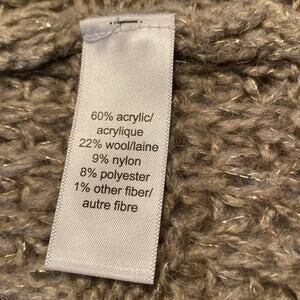 60% acrylic/
acrylique
22% wool/laine
9% nylon
8% polyester
1% other fiber/
autre fibre